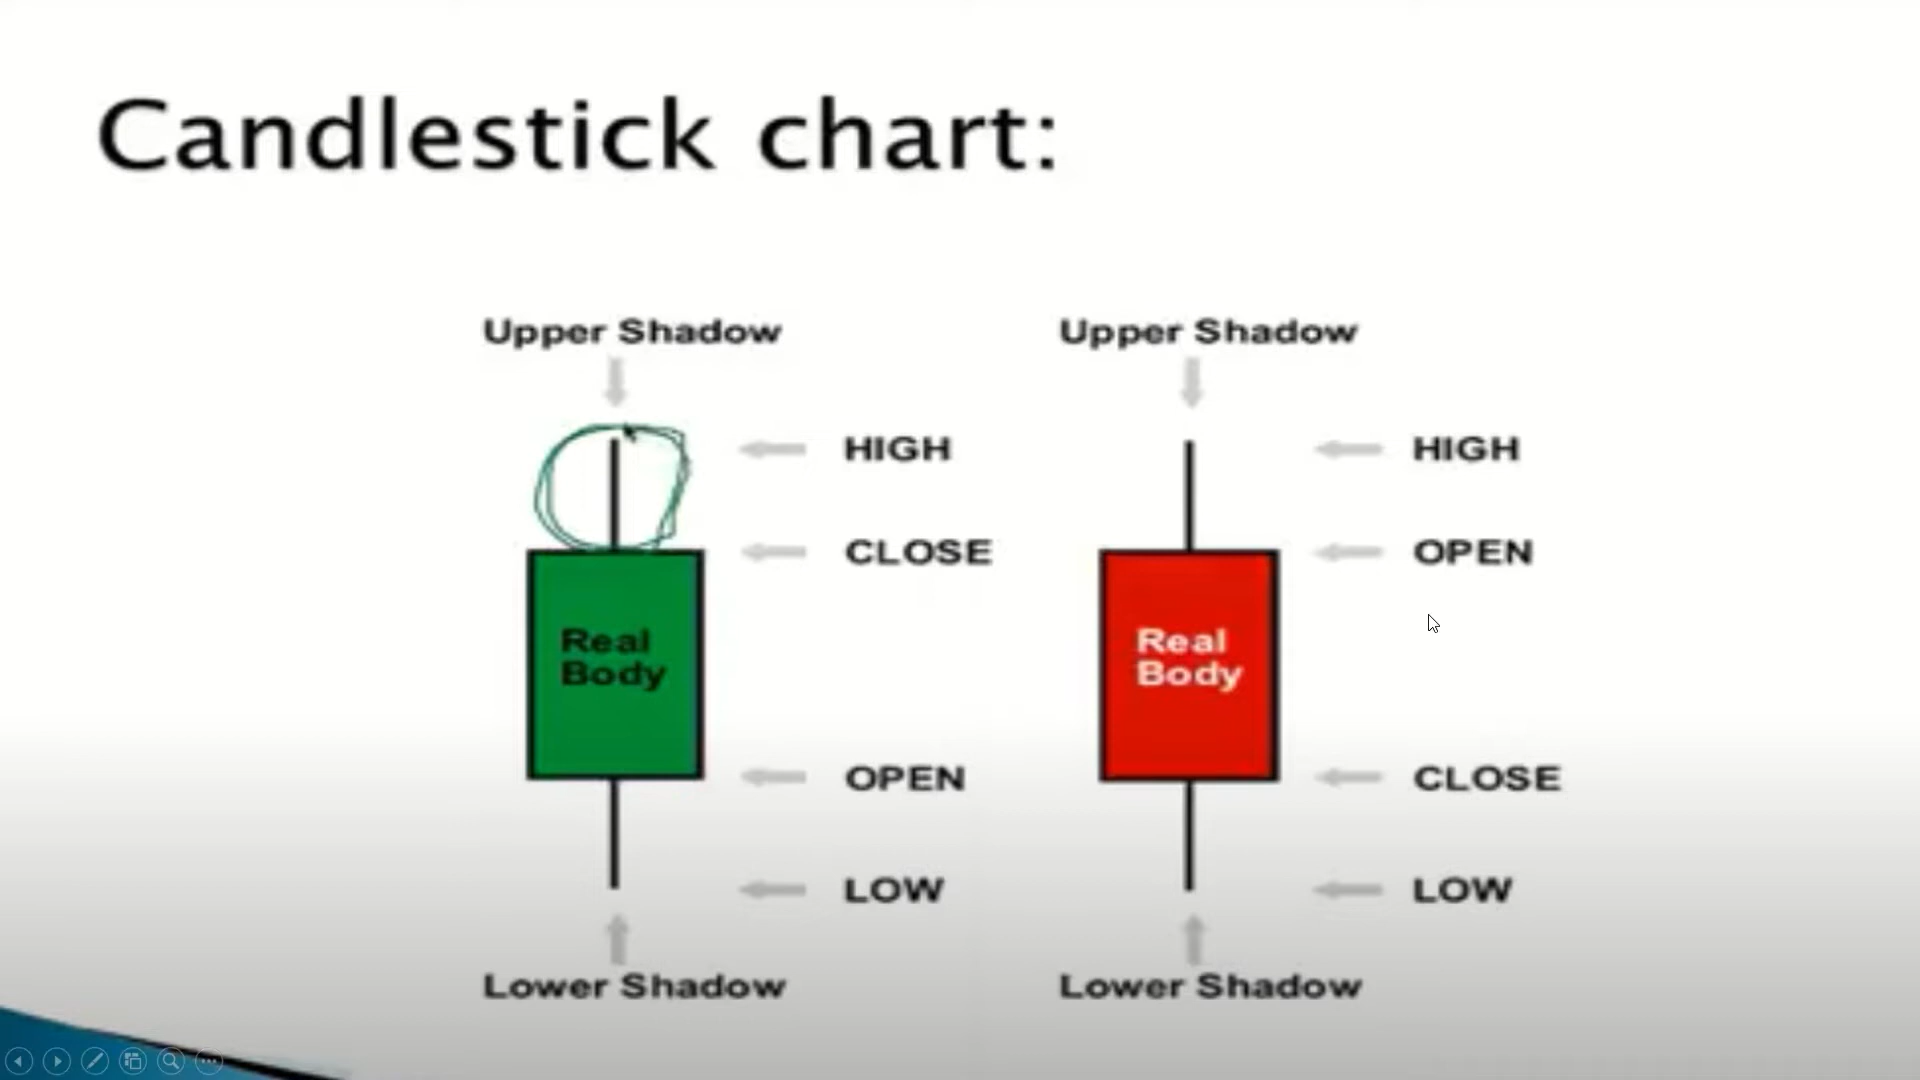 Candlestick chart:
Upper Shadow
HIGH
CLOSE
Real
Body
OPEN
LOW
Lower Shadow
Upper Shadow
HIGH
OPEN
Real
Body
CLOSE
LOW
Lower Shadow